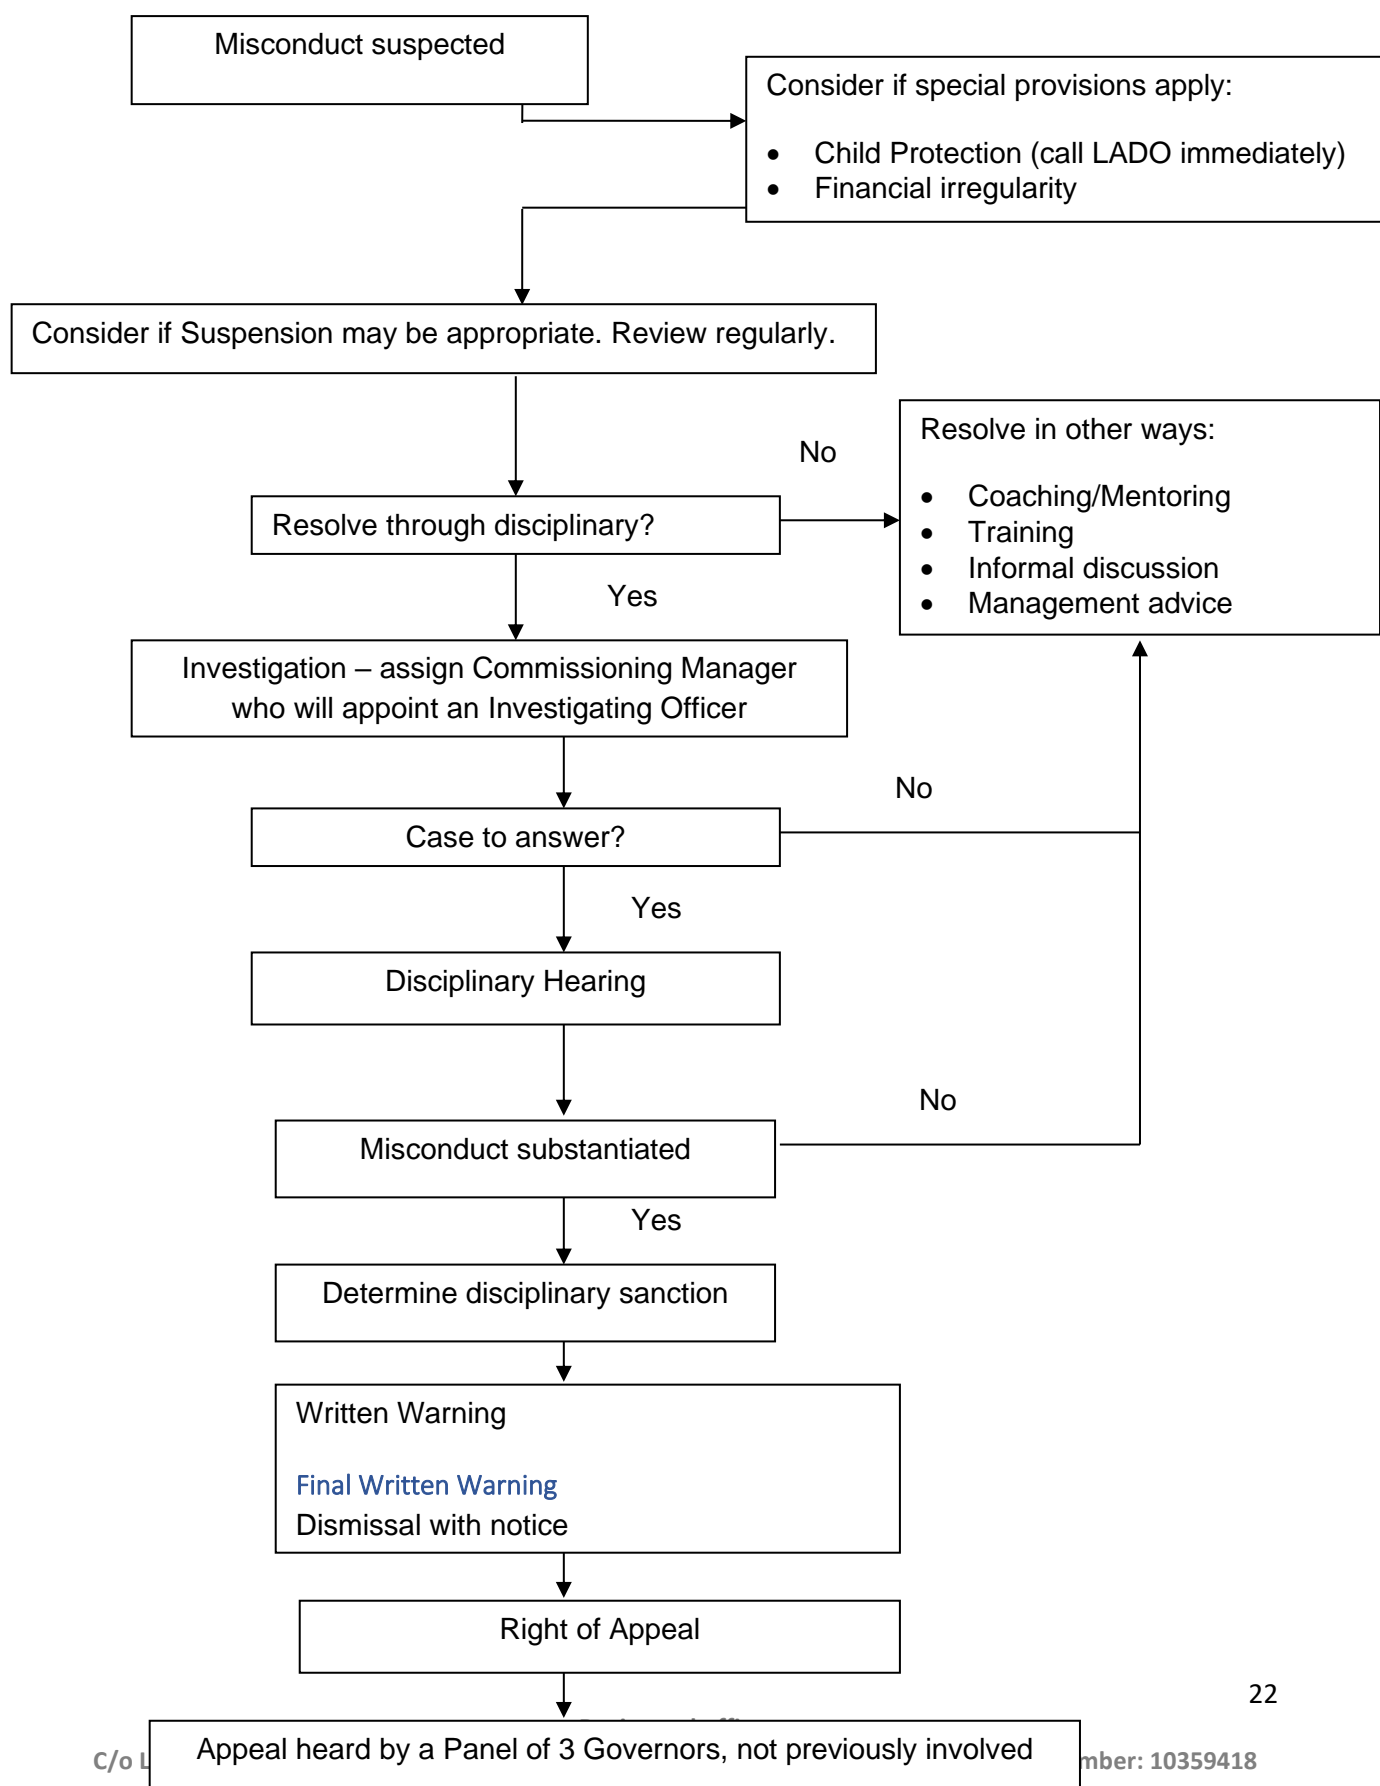 Misconduct suspected
Consider if special provisions apply:
• Child Protection (call LADO immediately)
• Financial irregularity
Consider if Suspension may be appropriate. Review regularly.
No
Resolve in other ways:
• Coaching/Mentoring
• Training
• Informal discussion
• Management advice
Resolve through disciplinary?
Yes
Investigation – assign Commissioning Manager
who will appoint an Investigating Officer
No
Case to answer?
Yes
Disciplinary Hearing
No
Misconduct substantiated
Yes
Determine disciplinary sanction
Written Warning
Final Written Warning
Dismissal with notice
Right of Appeal
22
Appeal heard by a Panel of 3 Governors, not previously involved
C/o L
mber: 10359418